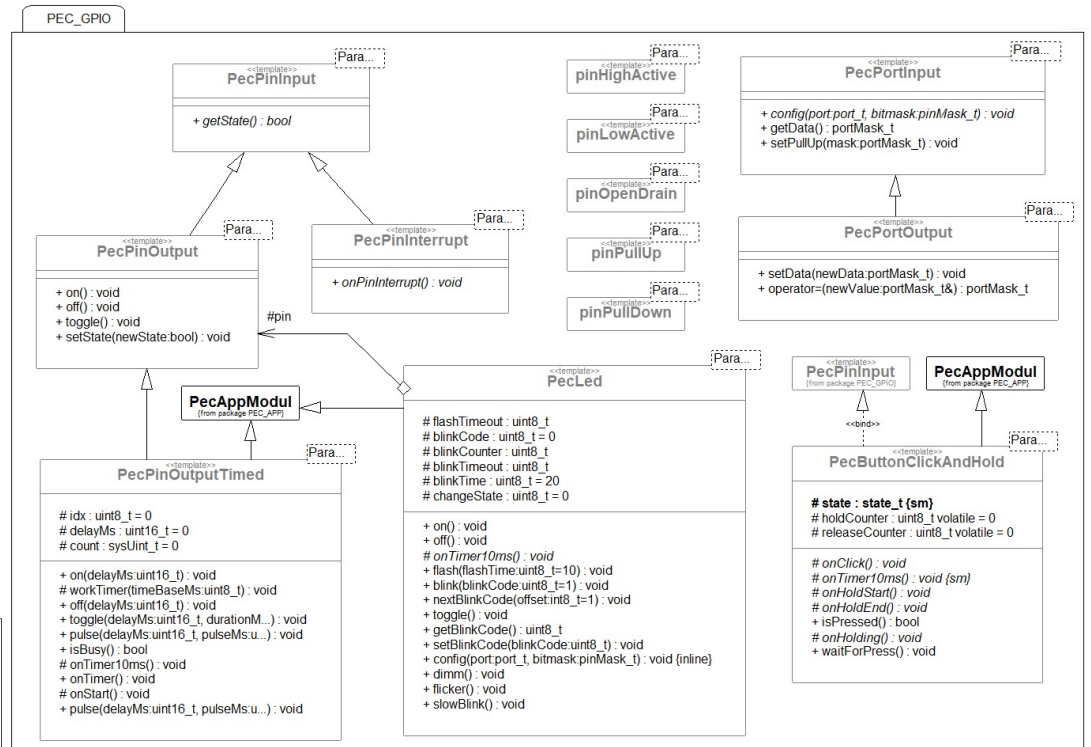 PEC_GPIO
Para...
<<template>>
PecPinInput
+ getState() : bool
Para...
<<template>>
PecPinOutput
+ on() : void
+ off() : void
+ toggle() : void
+ setState(newState:bool) : void
Para...
<<template>>
PecPinInterrupt
+ onPinInterrupt() : void
Para...
<<template>>
pinHighActive
Para...
<<template>>
pinLowActive
Para...
<<template>>
pinOpenDrain
Para...
<<template>>
pinPullUp
Para...
<<template>>
pinPullDown
Para...
<<template>>
PecPortInput
+ config(port:port_t, bitmask:pinMask_t) : void
+ getData() : portMask_t
+ setPullUp(mask:portMask_t) : void
Para...
<<template>>
PecPortOutput
+ setData(newData:portMask_t) : void
+ operator=(newValue:portMask_t&) : portMask_t
#pin
PecAppModul
{from package PEC_APP}
Para...
<<template>>
PecPinOutputTimed
# idx : uint8_t = 0
# delayMs : uint16_t = 0
# count : sysUint_t = 0
+ on(delayMs:uint16_t) : void
# workTimer(timeBaseMs:uint8_t) : void
+ off(delayMs:uint16_t) : void
+ toggle(delayMs:uint16_t, durationM...) : void
+ pulse(delayMs:uint16_t, pulseMs:u...) : void
+ isBusy() : bool
# onTimer10ms() : void
+ onTimer() : void
# onStart() : void
+ pulse(delayMs:uint16_t, pulseMs:u...) : void
Para...
<<template>>
PecLed
# flashTimeout : uint8_t
# blinkCode : uint8_t = 0
# blinkCounter : uint8_t
# blinkTimeout : uint8_t
# blinkTime : uint8_t = 20
# changeState : uint8_t = 0
+ on() : void
+ off() : void
# onTimer10ms() : void
+ flash(flashTime:uint8_t=10) : void
+ blink(blinkCode:uint8_t=1) : void
+ nextBlinkCode(offset:int8_t=1) : void
+ toggle() : void
+ getBlinkCode() : uint8_t
+ setBlinkCode(blinkCode:uint8_t) : void
+ config(port:port_t, bitmask:pinMask_t) : void {inline}
+ dimm() : void
+ flicker() : void
+ slowBlink() : void
<<template>>
PecPinInput
{from package PEC_GPIO}
PecAppModul
{from package PEC_APP}
<<bind>>
Para...
<<template>>
PecButtonClickAndHold
# state : state_t {sm}
# holdCounter : uint8_t volatile = 0
# releaseCounter : uint8_t volatile = 0
# onClick() : void
# onTimer10ms() : void {sm}
# onHoldStart() : void
# onHoldEnd() : void
+ isPressed() : bool
# onHolding() : void
+ waitForPress() : void